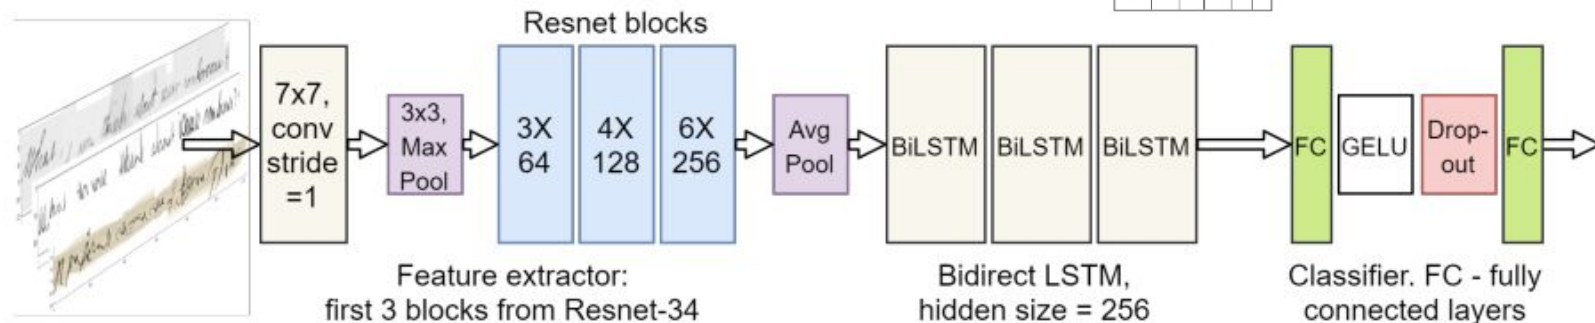 Resnet blocks
7x7,
conv
stride
=1
3x3,
Max
Pool
3X
64
4X
128
6X
256
Avg
Pool
BiLSTM
BiLSTM
BiLSTM
FC
GELU
Drop-
out
FC
Feature extractor:
first 3 blocks from Resnet-34
Bidirect LSTM,
hidden size = 256
Classifier. FC - fully
connected layers